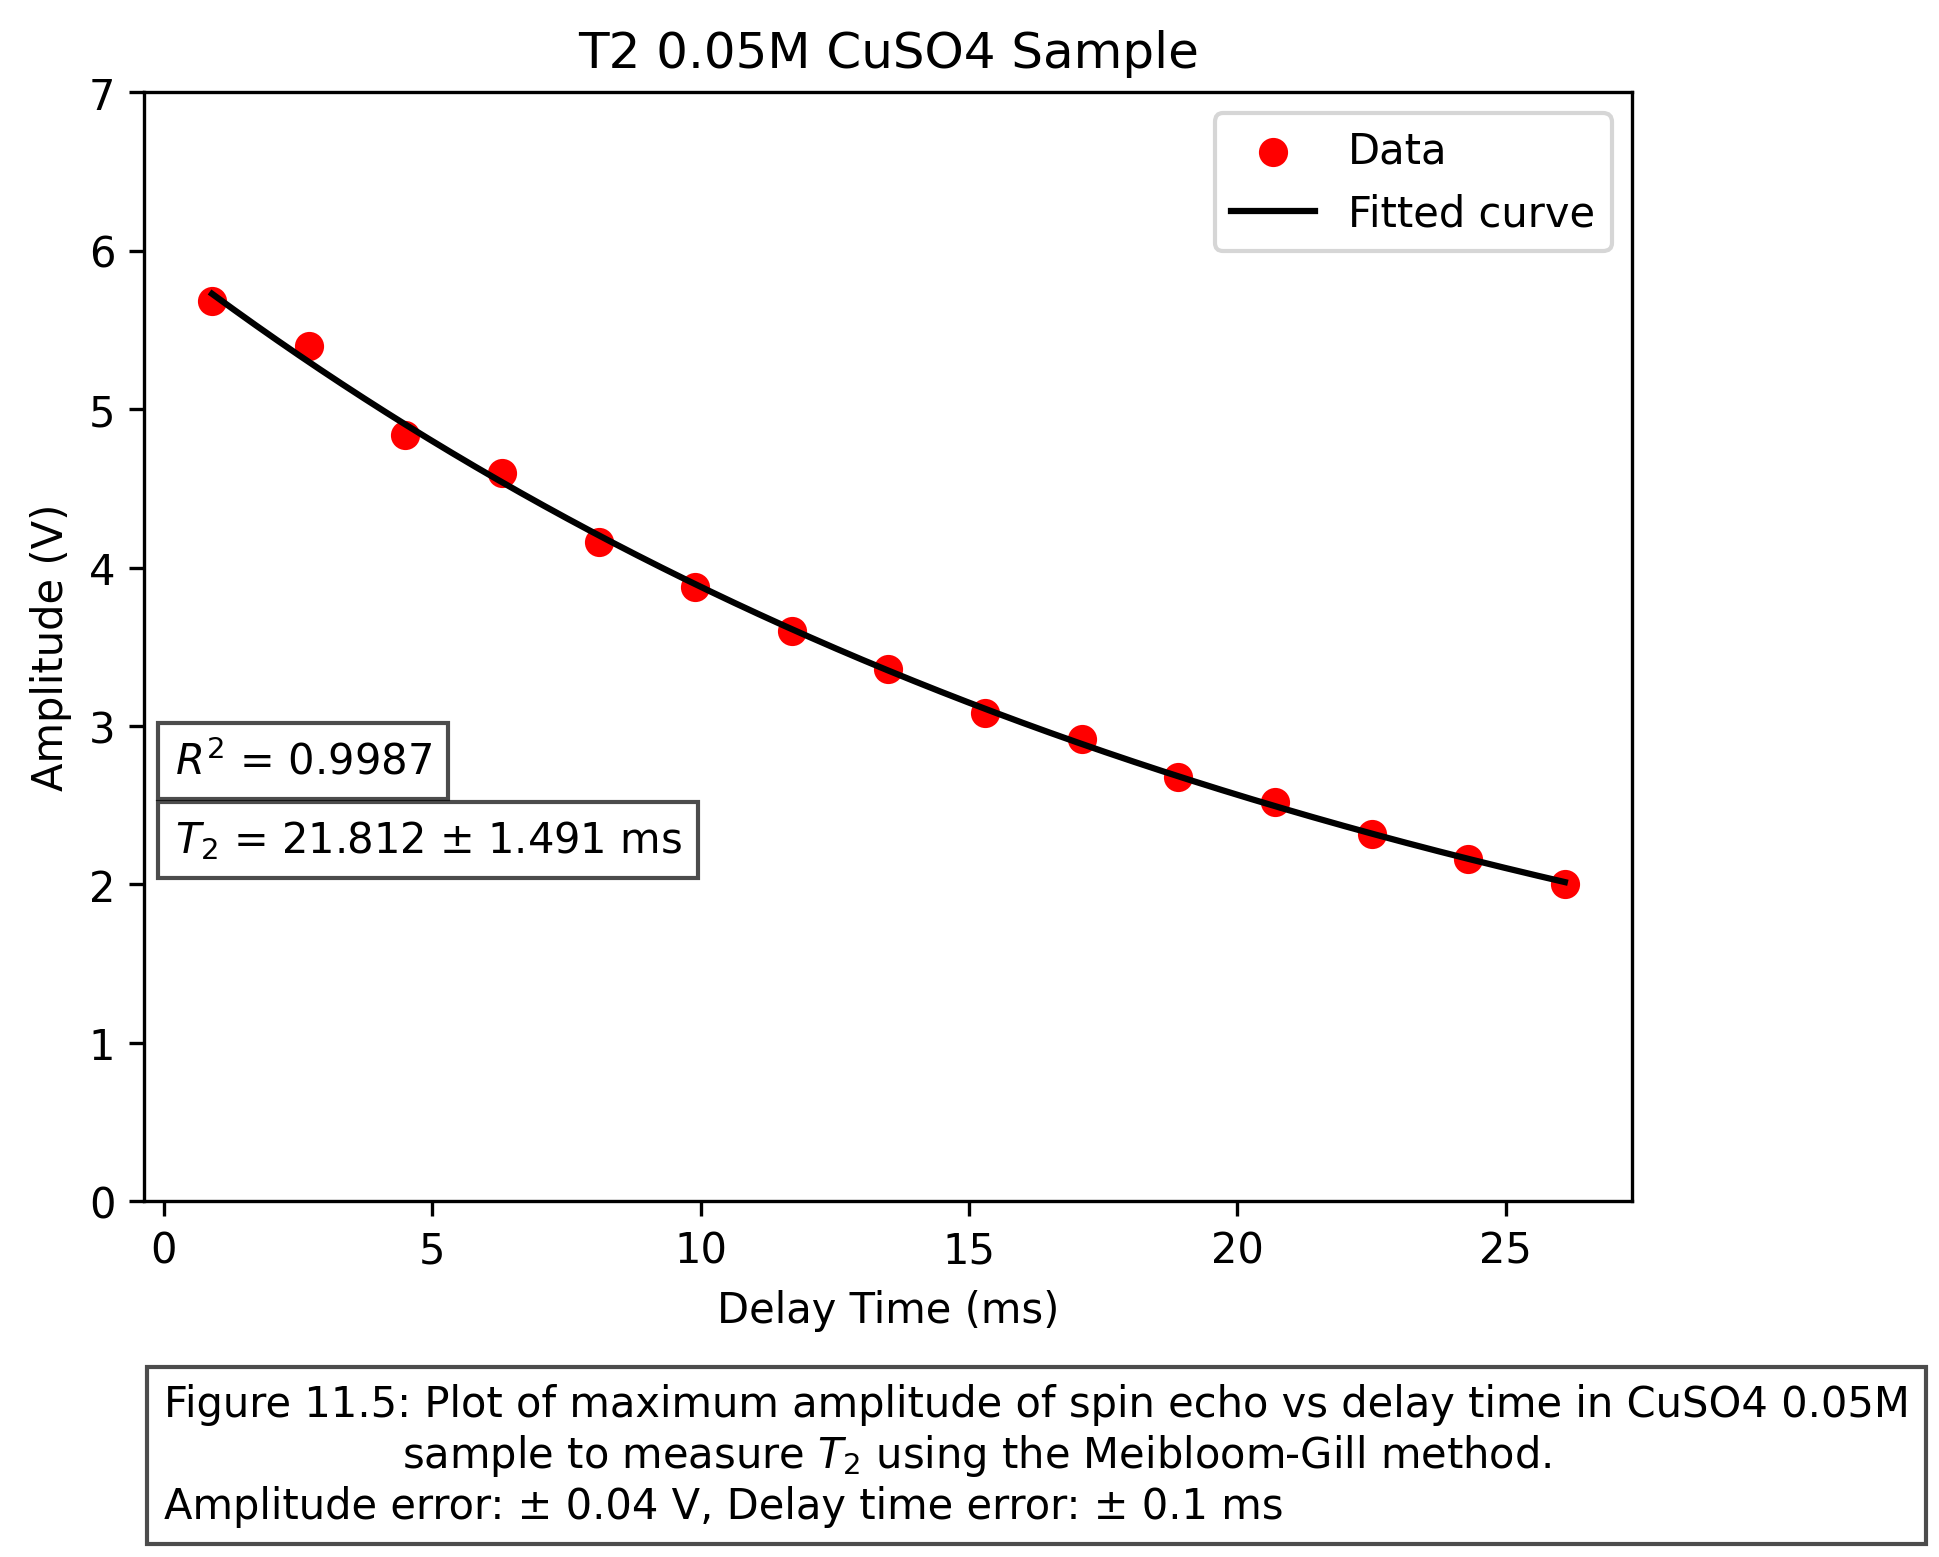 T2 0.05M CuSO4 Sample
7
6
5
4
3
2
1
0
Amplitude (V)
Data
Fitted curve
R² = 0.9987
T₂ = 21.812 ± 1.491 ms
0 5 10 15 20 25
Delay Time (ms)
Figure 11.5: Plot of maximum amplitude of spin echo vs delay time in CuSO4 0.05M
sample to measure T₂ using the Meibloom-Gill method.
Amplitude error: ± 0.04 V, Delay time error: ± 0.1 ms